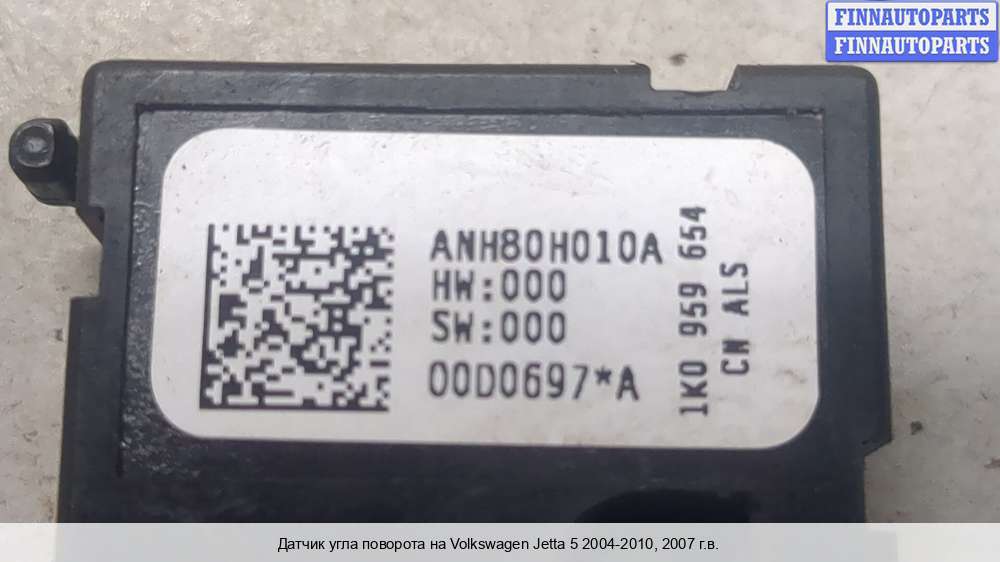 FINNAUTOPARTS
FINNAUTOPARTS
ANH80H010A
HW:000
SW:000
00D0697*A
1K0 959 654
CN ALS
Датчик угла поворота на Volkswagen Jetta 5 2004-2010, 2007 г.в.